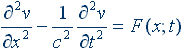 ∂²v/∂x² − 1/c² ∂²v/∂t² = F(x;t)